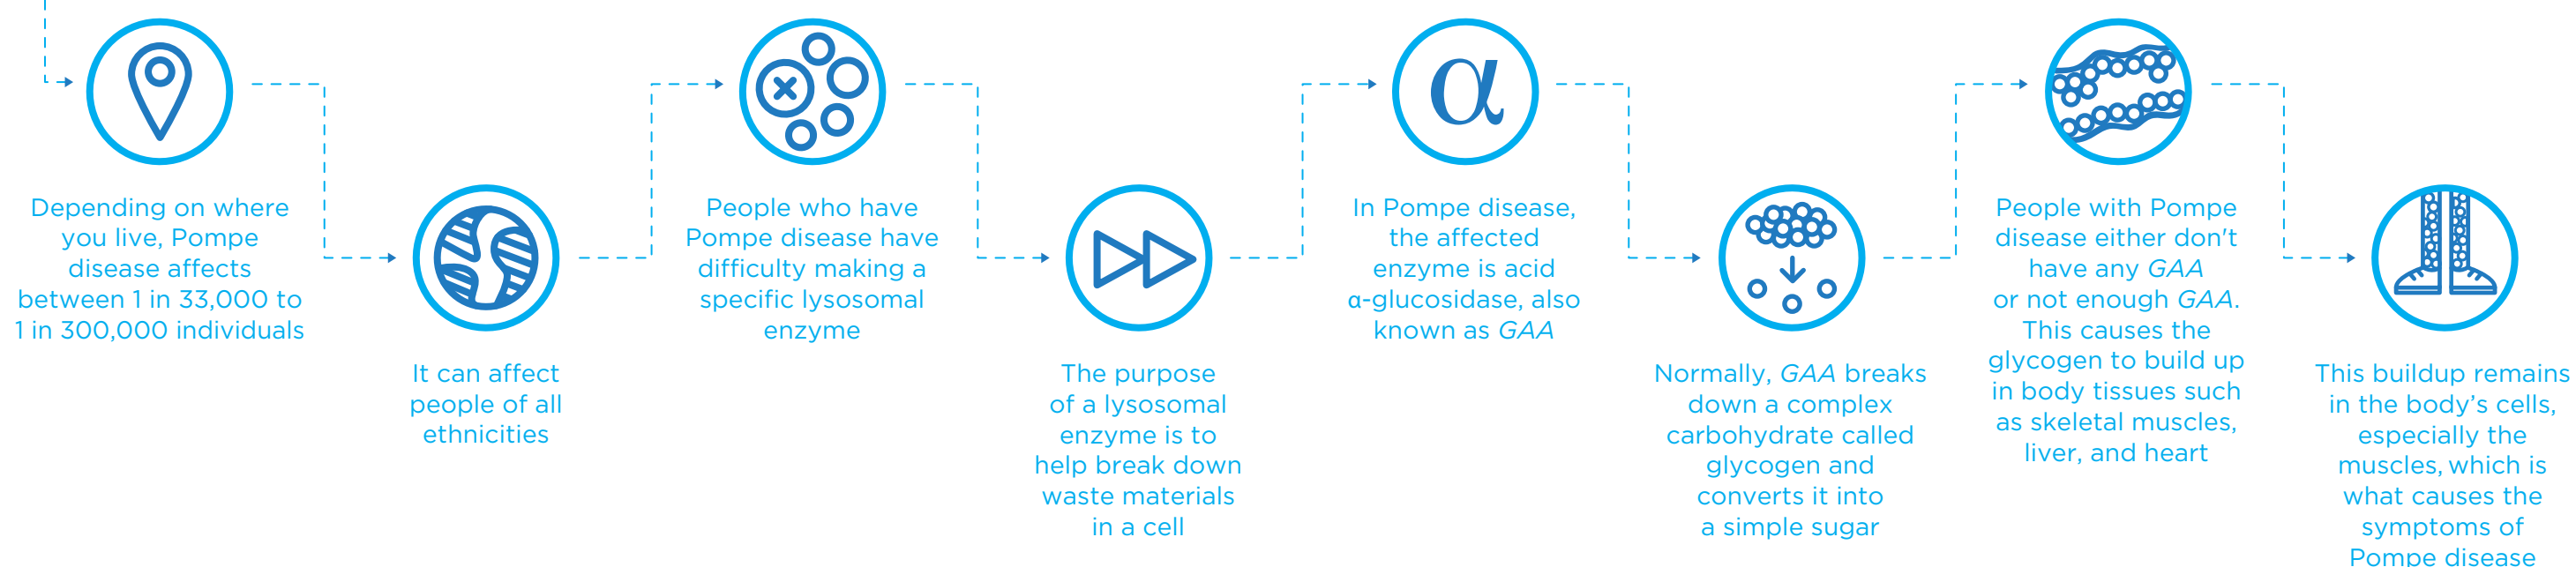 α
Depending on where
you live, Pompe
disease affects
between 1 in 33,000 to
1 in 300,000 individuals
It can affect
people of all
ethnicities
People who have
Pompe disease have
difficulty making a
specific lysosomal
enzyme
The purpose
of a lysosomal
enzyme is to
help break down
waste materials
in a cell
In Pompe disease,
the affected
enzyme is acid
α-glucosidase, also
known as GAA
Normally, GAA breaks
down a complex
carbohydrate called
glycogen and
converts it into
a simple sugar
People with Pompe
disease either don't
have any GAA
or not enough GAA.
This causes the
glycogen to build up
in body tissues such
as skeletal muscles,
liver, and heart
This buildup remains
in the body’s cells,
especially the
muscles, which is
what causes the
symptoms of
Pompe disease